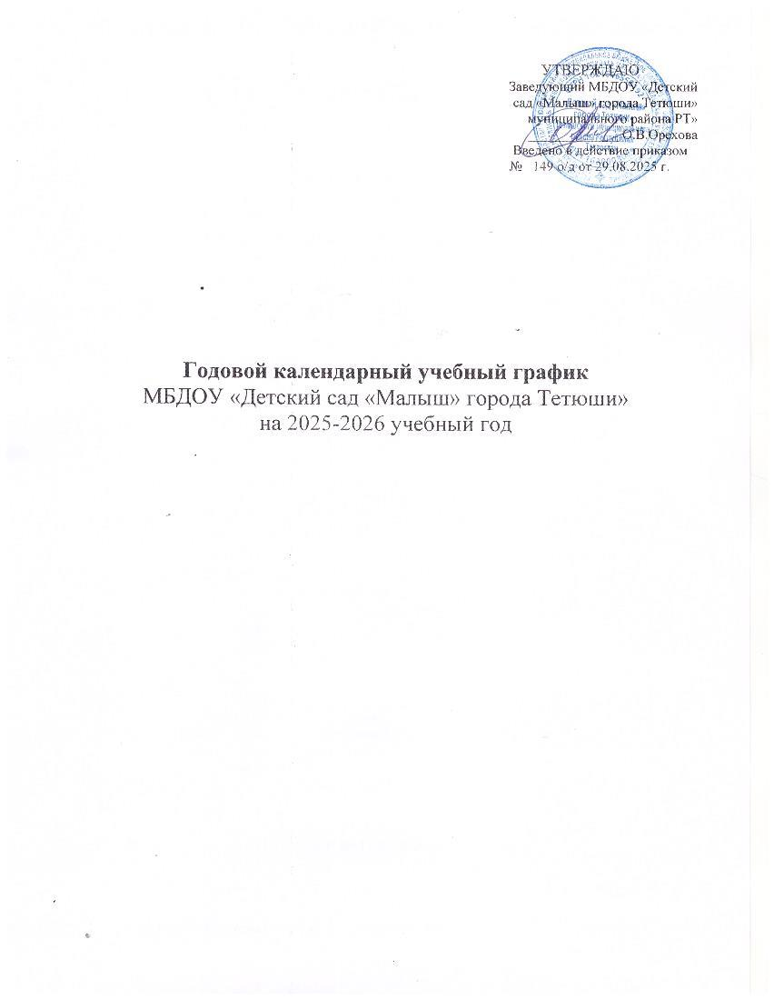 УТВЕРЖДАЮ
Заведующий МБДОУ «Детский
сад «Малыш» города Тетюши»
муниципального района РТ»
О.В.Орехова
Введено в действие приказом
№ 149 о/д от 29.08.2025 г.
Годовой календарный учебный график
МБДОУ «Детский сад «Малыш» города Тетюши»
на 2025-2026 учебный год